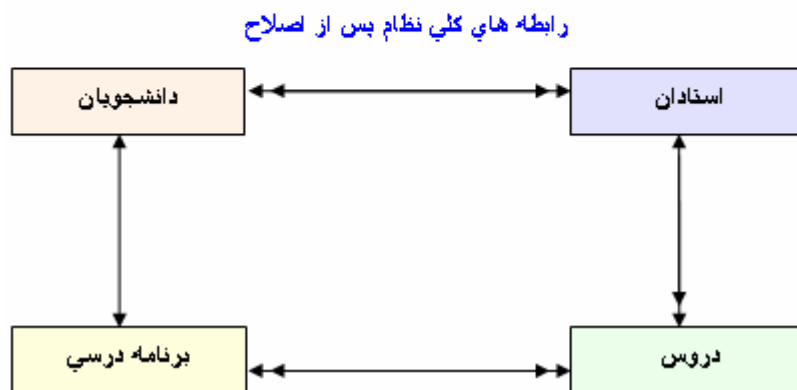 رابطه هاي كلي نظام پس از اصلاح
استادان
دانشجويان
دروس
برنامه درسي